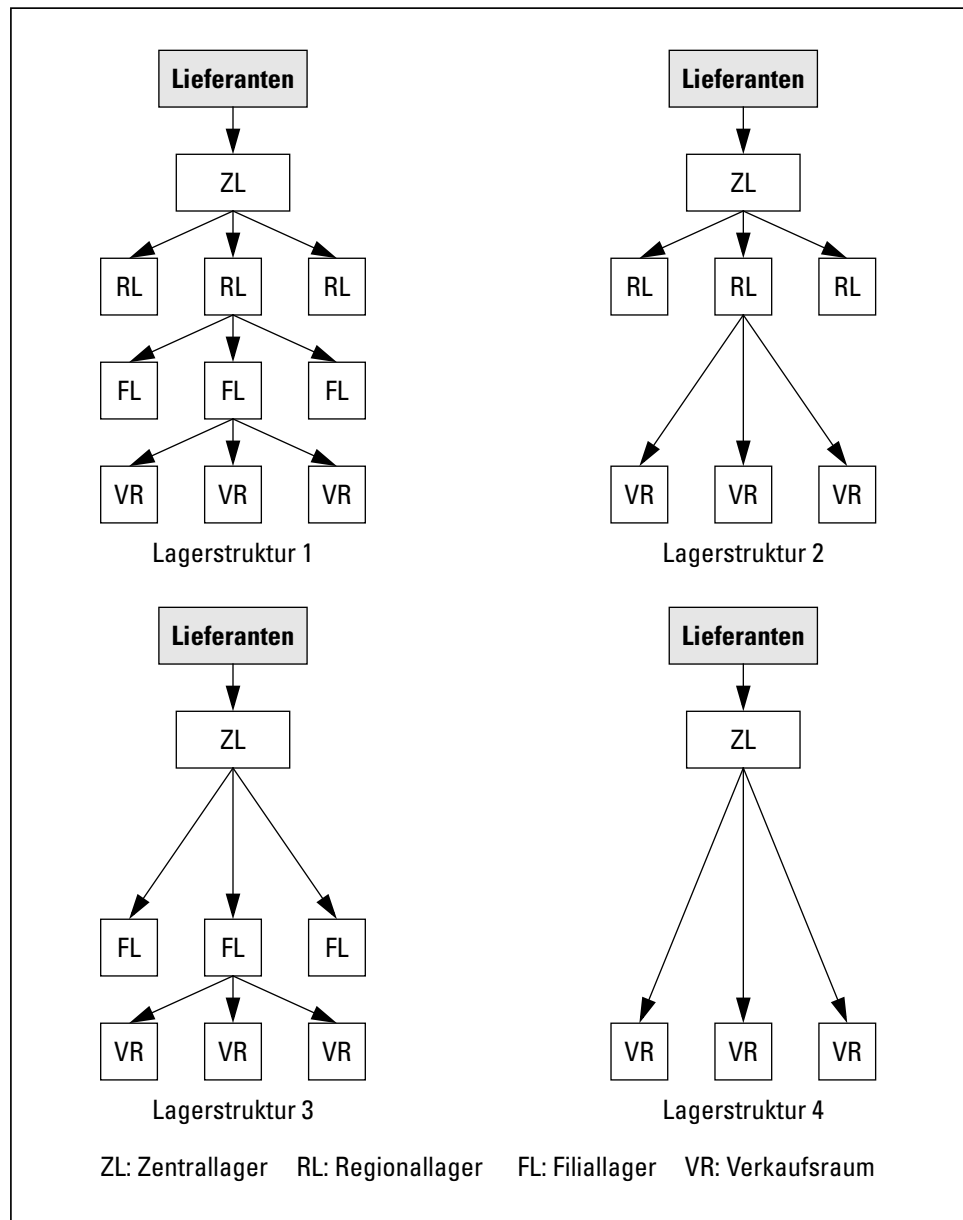 Lieferanten
ZL
RL RL RL
FL FL FL
VR VR VR
Lagerstruktur 1
Lieferanten
ZL
RL RL RL
VR VR VR
Lagerstruktur 2
Lieferanten
ZL
FL FL FL
VR VR VR
Lagerstruktur 3
Lieferanten
ZL
VR VR VR
Lagerstruktur 4
ZL: Zentrallager RL: Regionallager FL: Filiallager VR: Verkaufsraum